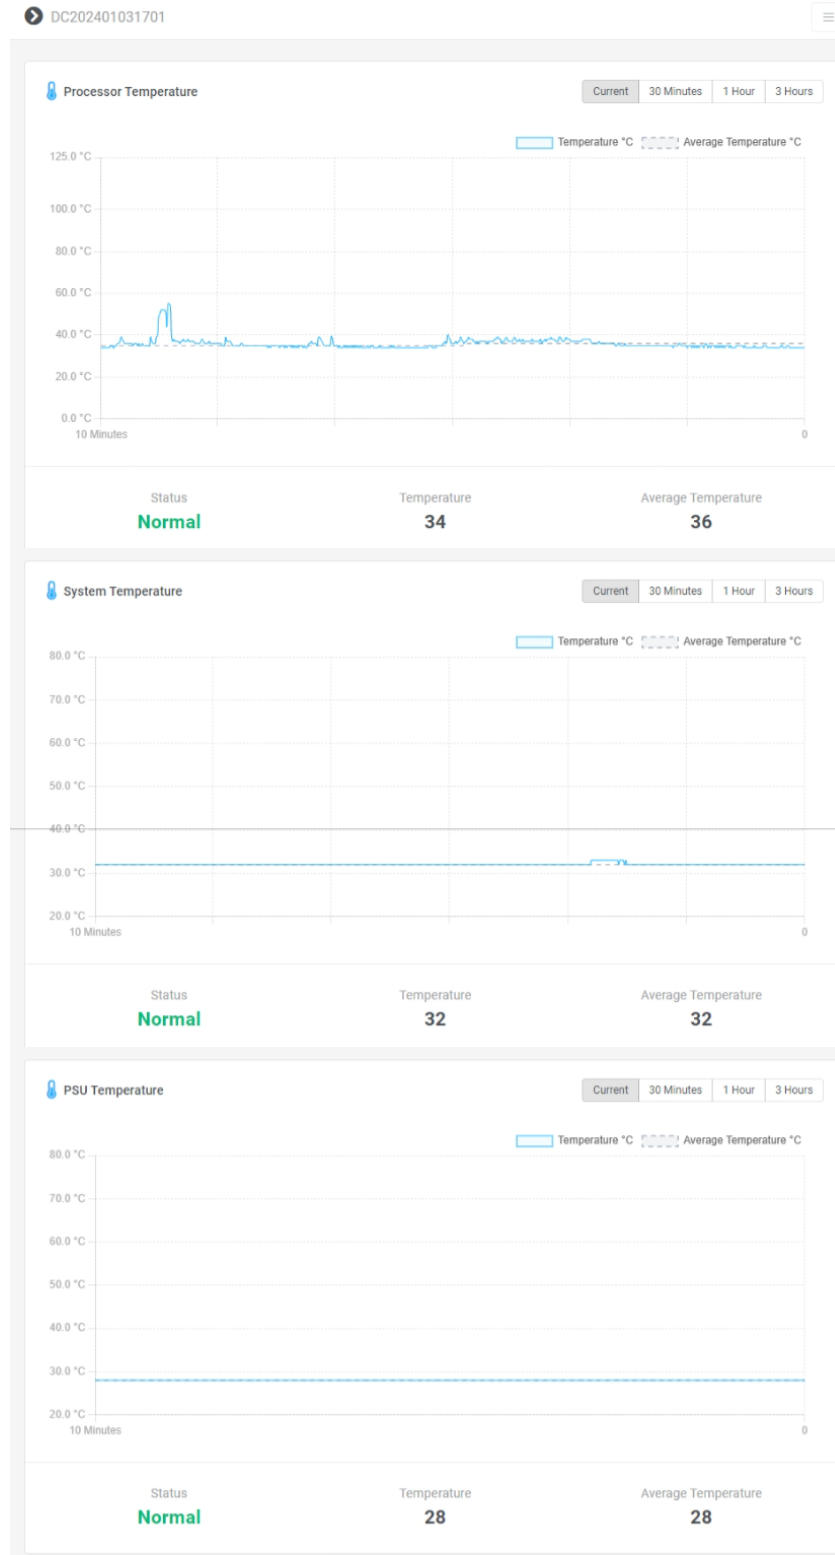 DC202401031701
Processor Temperature
Current 30 Minutes 1 Hour 3 Hours
Temperature °C Average Temperature °C
125.0 °C
100.0 °C
80.0 °C
60.0 °C
40.0 °C
20.0 °C
0.0 °C
10 Minutes 0
Status Temperature Average Temperature
Normal 34 36
System Temperature
Current 30 Minutes 1 Hour 3 Hours
Temperature °C Average Temperature °C
80.0 °C
70.0 °C
60.0 °C
50.0 °C
40.0 °C
30.0 °C
20.0 °C
10 Minutes 0
Status Temperature Average Temperature
Normal 32 32
PSU Temperature
Current 30 Minutes 1 Hour 3 Hours
Temperature °C Average Temperature °C
80.0 °C
70.0 °C
60.0 °C
50.0 °C
40.0 °C
30.0 °C
20.0 °C
10 Minutes 0
Status Temperature Average Temperature
Normal 28 28